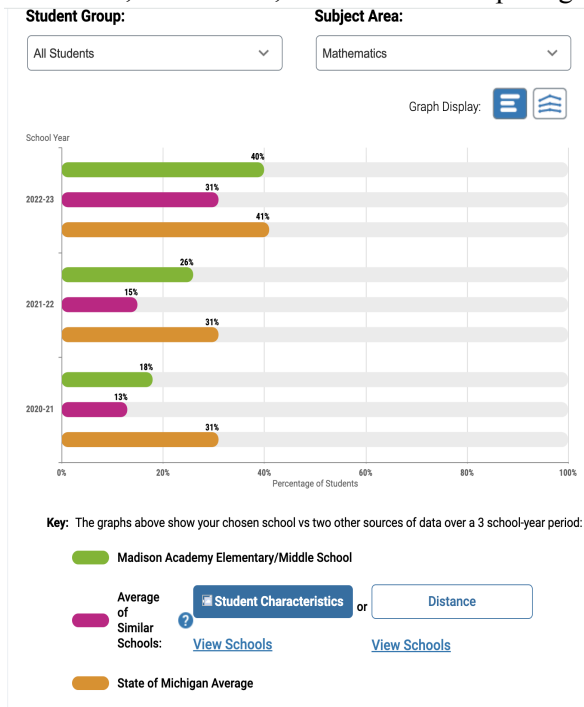 Student Group:
Subject Area:
All Students
Mathematics
Graph Display:
School Year
40%
2022-23
31%
41%
26%
2021-22
15%
31%
18%
2020-21
13%
31%
0%
20%
40%
60%
80%
100%
Percentage of Students
Key: The graphs above show your chosen school vs two other sources of data over a 3 school-year period:
Madison Academy Elementary/Middle School
Average
of
Similar
Schools:
?
Student Characteristics
or
Distance
View Schools
View Schools
State of Michigan Average